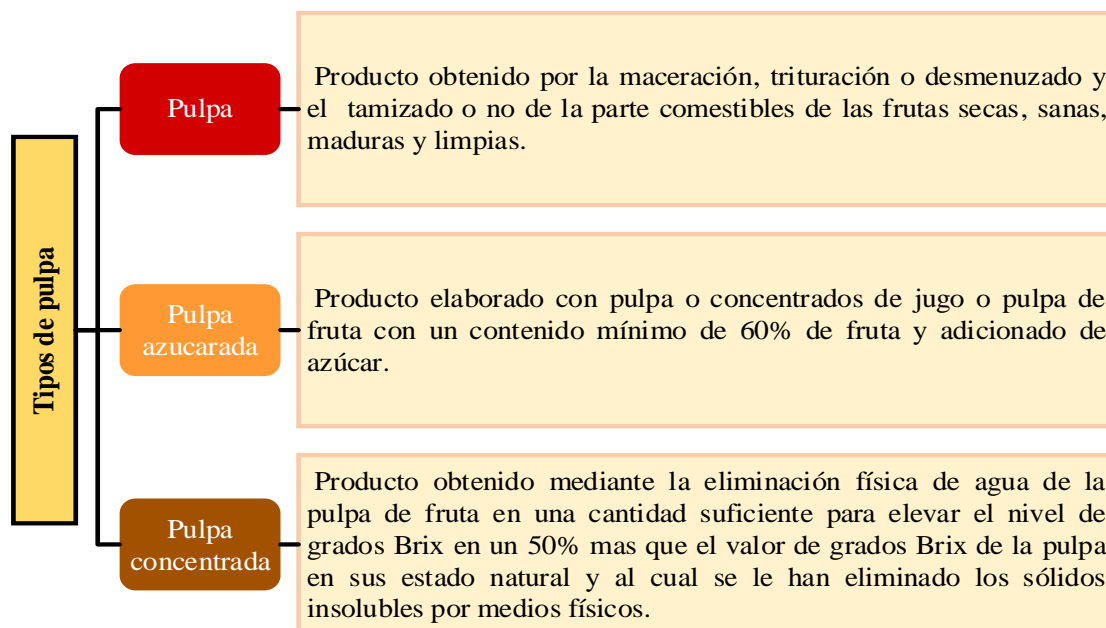 Tipos de pulpa
Pulpa
Producto obtenido por la maceración, trituración o desmenuzado y
el tamizado o no de la parte comestibles de las frutas secas, sanas,
maduras y limpias.
Pulpa
azucarada
Producto elaborado con pulpa o concentrados de jugo o pulpa de
fruta con un contenido mínimo de 60% de fruta y adicionado de
azúcar.
Pulpa
concentrada
Producto obtenido mediante la eliminación física de agua de la
pulpa de fruta en una cantidad suficiente para elevar el nivel de
grados Brix en un 50% mas que el valor de grados Brix de la pulpa
en sus estado natural y al cual se le han eliminado los sólidos
insolubles por medios físicos.